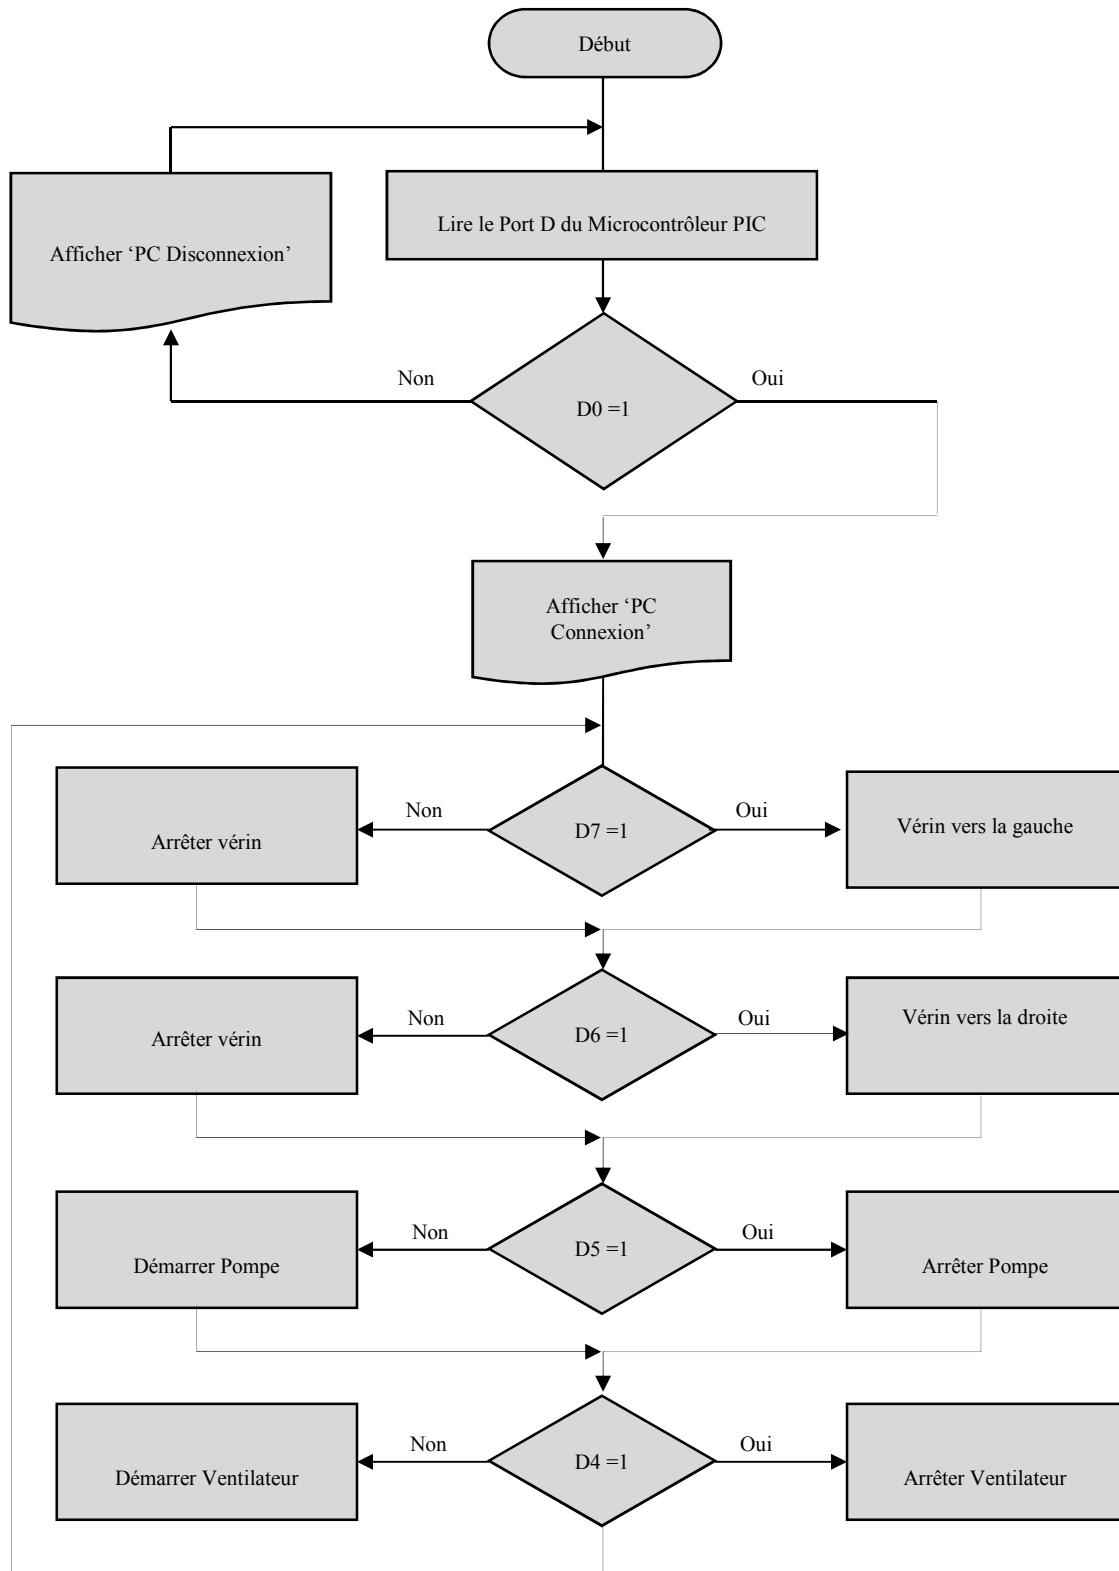 Début
Lire le Port D du Microcontrôleur PIC
Afficher ‘PC Disconnexion’
Non
Oui
D0 =1
Afficher ‘PC
Connexion’
Non
Oui
Arrêter vérin
D7 =1
Vérin vers la gauche
Non
Oui
Arrêter vérin
D6 =1
Vérin vers la droite
Non
Oui
Démarrer Pompe
D5 =1
Arrêter Pompe
Non
Oui
Démarrer Ventilateur
D4 =1
Arrêter Ventilateur